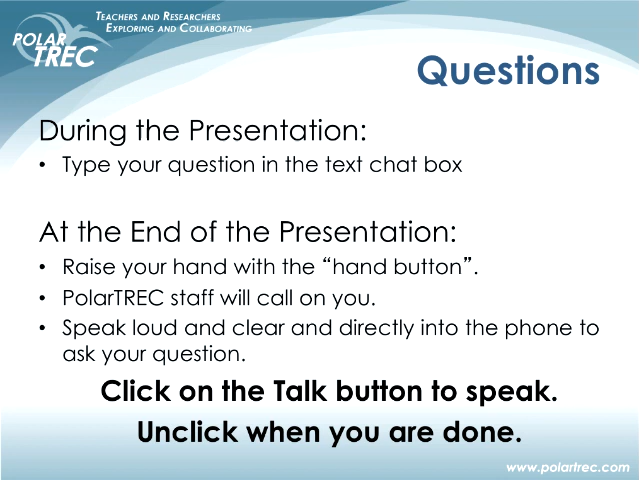 Teachers and Researchers
Exploring and Collaborating
POLAR
TREC
Questions
During the Presentation:
• Type your question in the text chat box
At the End of the Presentation:
• Raise your hand with the “hand button”.
• PolarTREC staff will call on you.
• Speak loud and clear and directly into the phone to
ask your question.
Click on the Talk button to speak.
Unclick when you are done.
www.polartrec.com